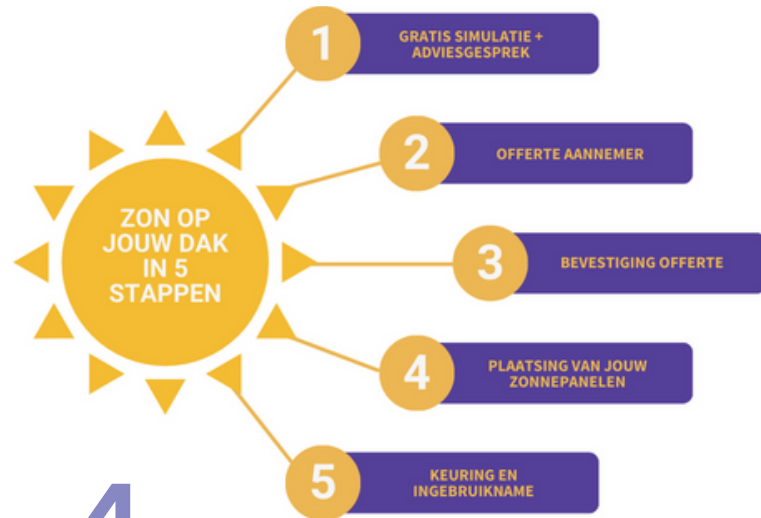 ZON OP
JOUW DAK
IN 5
STAPPEN
1
GRATIS SIMULATIE +
ADVIESGESPREK
2
OFFERTE AANNEMER
3
BEVESTIGING OFFERTE
4
PLAATSING VAN JOUW
ZONNEPANELEN
5
KEURING EN
INGEBRUIKNAME
4